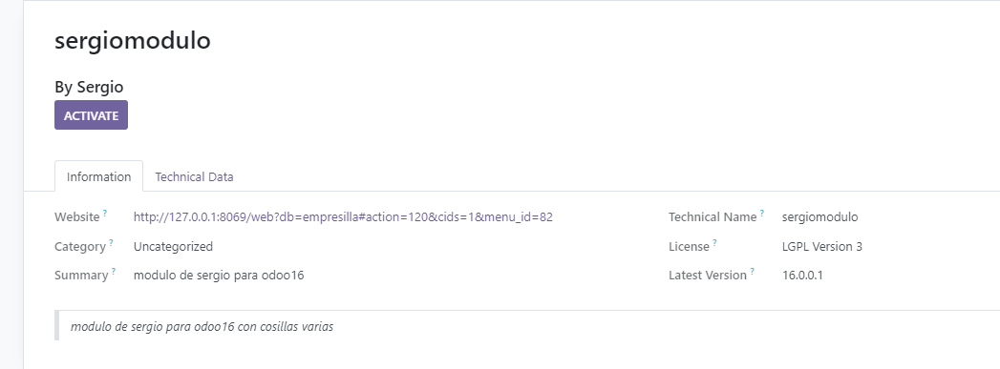 sergiomodulo
By Sergio
ACTIVATE
Information Technical Data
Website ? http://127.0.0.1:8069/web?db=empresilla#action=120&cids=1&menu_id=82 Technical Name ? sergiomodulo
Category ? Uncategorized License ? LGPL Version 3
Summary ? modulo de sergio para odoo16 Latest Version ? 16.0.0.1
modulo de sergio para odoo16 con cosillas varias